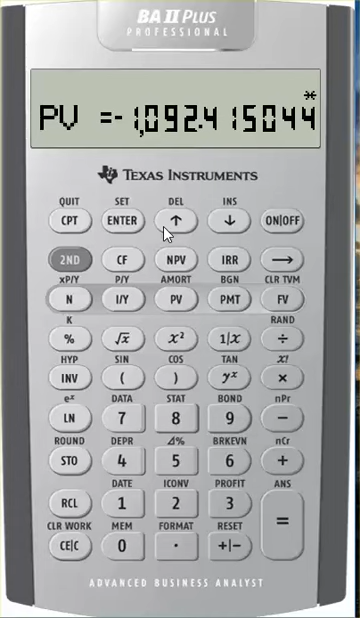 BA II PLUS
PROFESSIONAL
*
PV =-1,092.415044
TEXAS INSTRUMENTS
QUIT SET DEL INS
CPT ENTER ↑ ↓ ON|OFF
2ND CF NPV IRR →
xP/Y P/Y AMORT BGN CLR TVM
N I/Y PV PMT FV
K RAND
% √x x² 1/x ÷
HYP SIN COS TAN x!
INV ( ) yˣ ×
eˣ DATA STAT BOND nPr
LN 7 8 9 −
ROUND DEPR Δ% BRKEVN nCr
STO 4 5 6 +
DATE ICONV PROFIT ANS
RCL 1 2 3 =
CLR WORK MEM FORMAT RESET
CE|C 0 . +|−
ADVANCED BUSINESS ANALYST